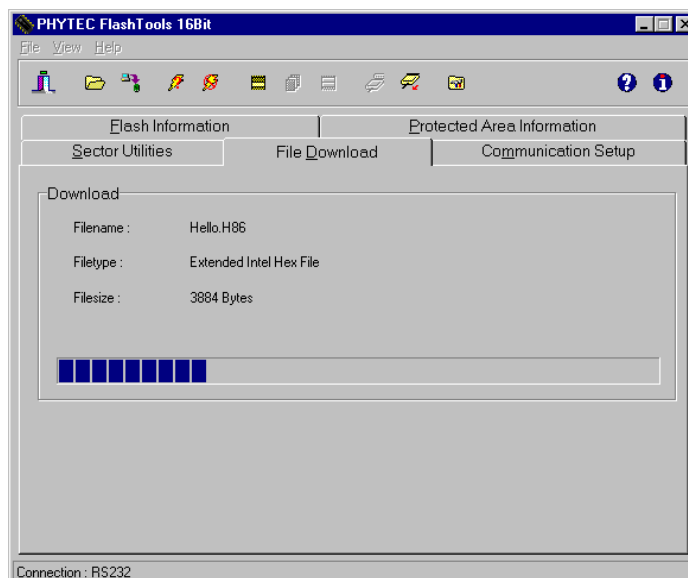 PHYTEC FlashTools 16Bit
File View Help
Flash Information Protected Area Information
Sector Utilities File Download Communication Setup
Download
Filename : Hello.H86
Filetype : Extended Intel Hex File
Filesize : 3884 Bytes
Connection : RS232